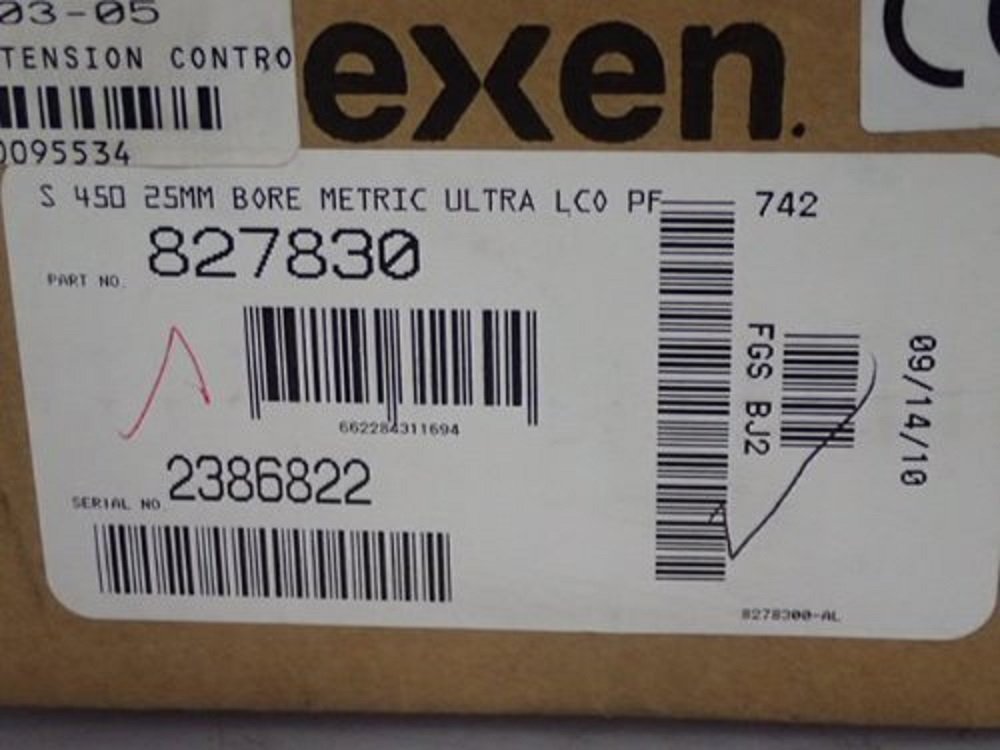 03-05
TENSION CONTRO
0095534
exen.
S 450 25MM BORE METRIC ULTRA LCO PF
742
PART NO. 827830
662284311694
SERIAL NO 2386822
FGS BJ2
09/14/10
8278300-AL